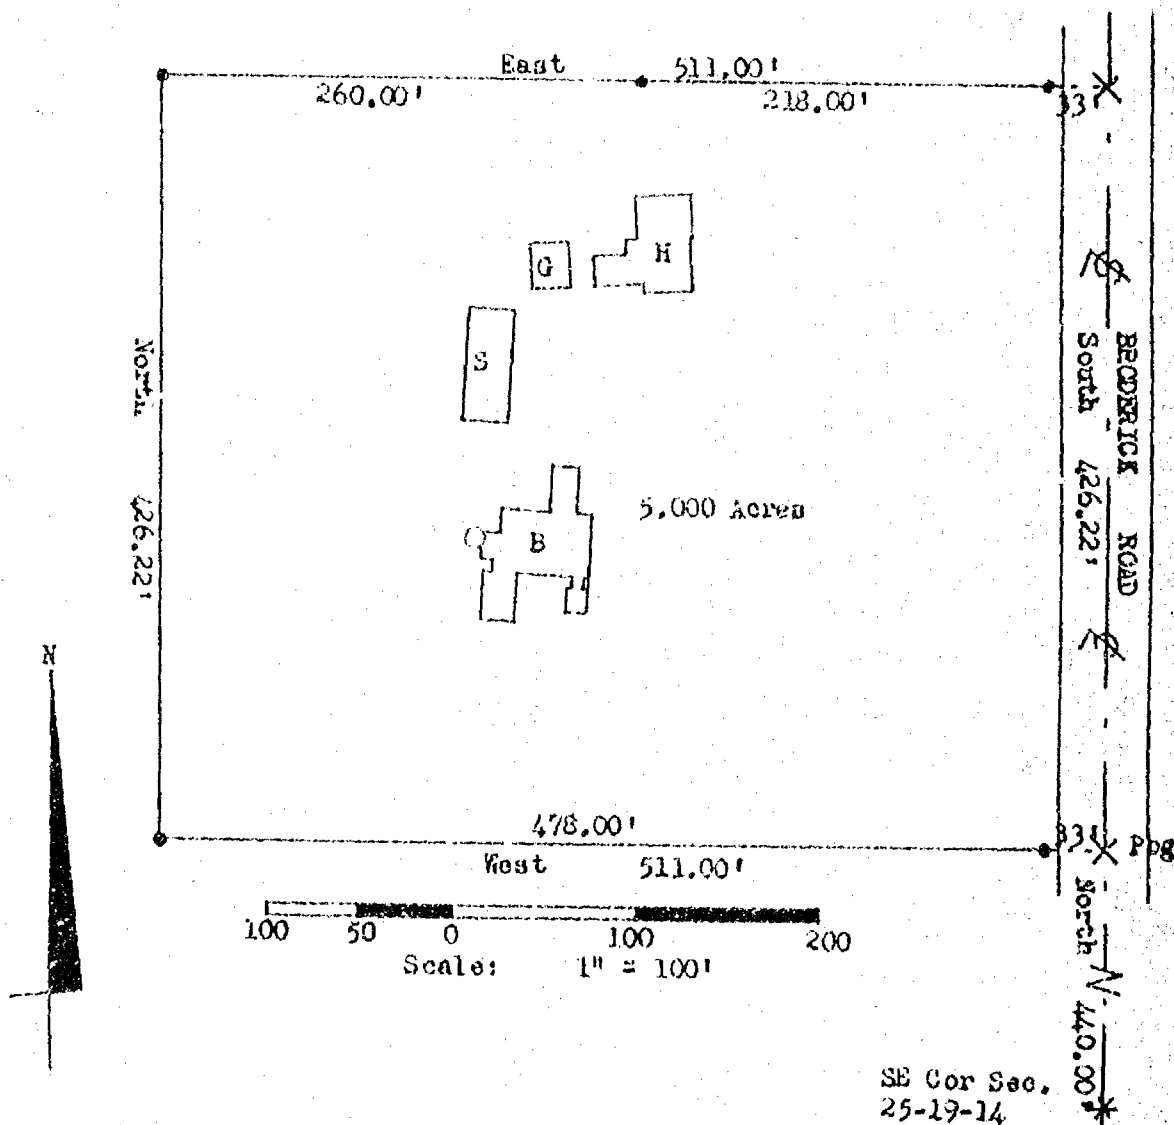 East 511.00'
260.00'
218.00'
33'
H
G
S
B
5.000 Acres
North 426.22'
South 426.22'
BRODERICK ROAD
N
478.00'
West 511.00'
33'
Pbg
100 50 0 100 200
Scale: 1" = 100'
North 440.00'
SE Cor Sec.
25-19-14